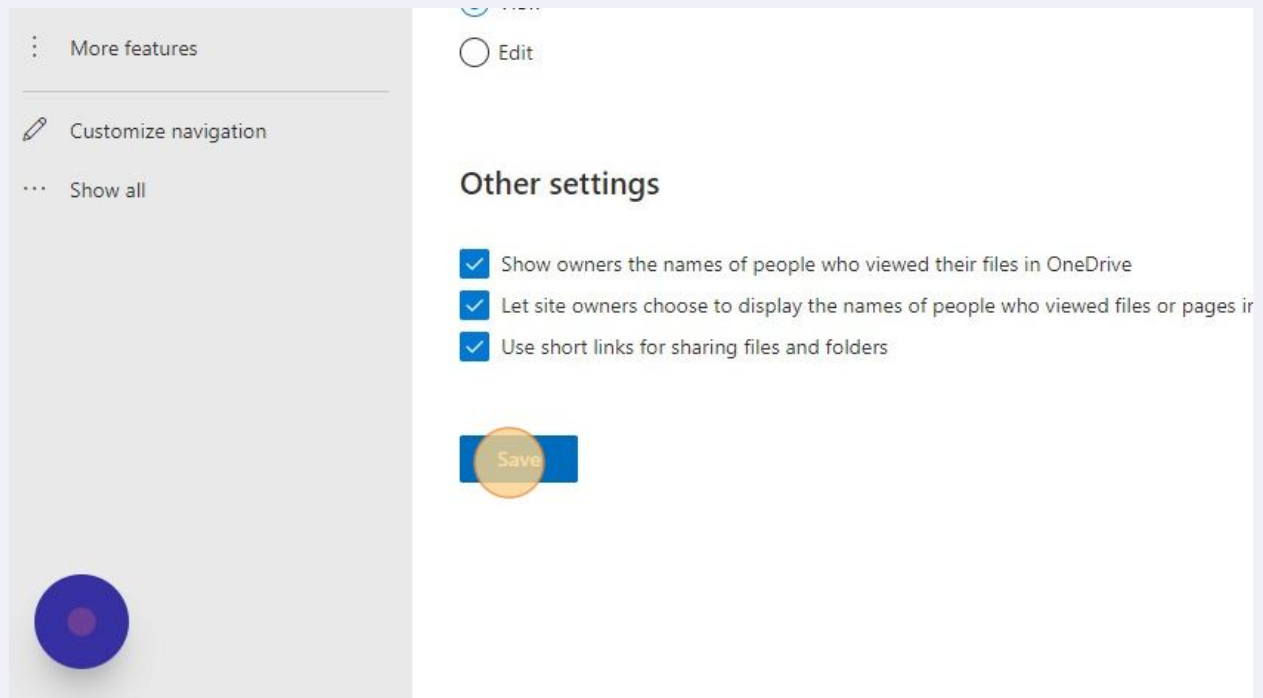 More features
Edit
Customize navigation
Show all
Other settings
Show owners the names of people who viewed their files in OneDrive
Let site owners choose to display the names of people who viewed files or pages in
Use short links for sharing files and folders
Save